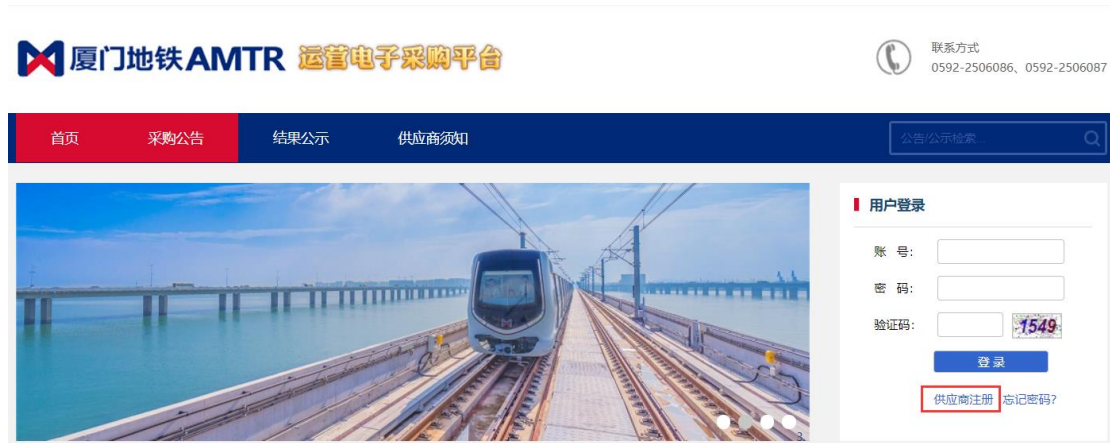 厦门地铁AMTR 运营电子采购平台
联系方式
0592-2506086、0592-2506087
首页 采购公告 结果公示 供应商须知 公告/公示检索...
用户登录
账 号:
密 码:
验证码: 1549
登 录
供应商注册 忘记密码?
3